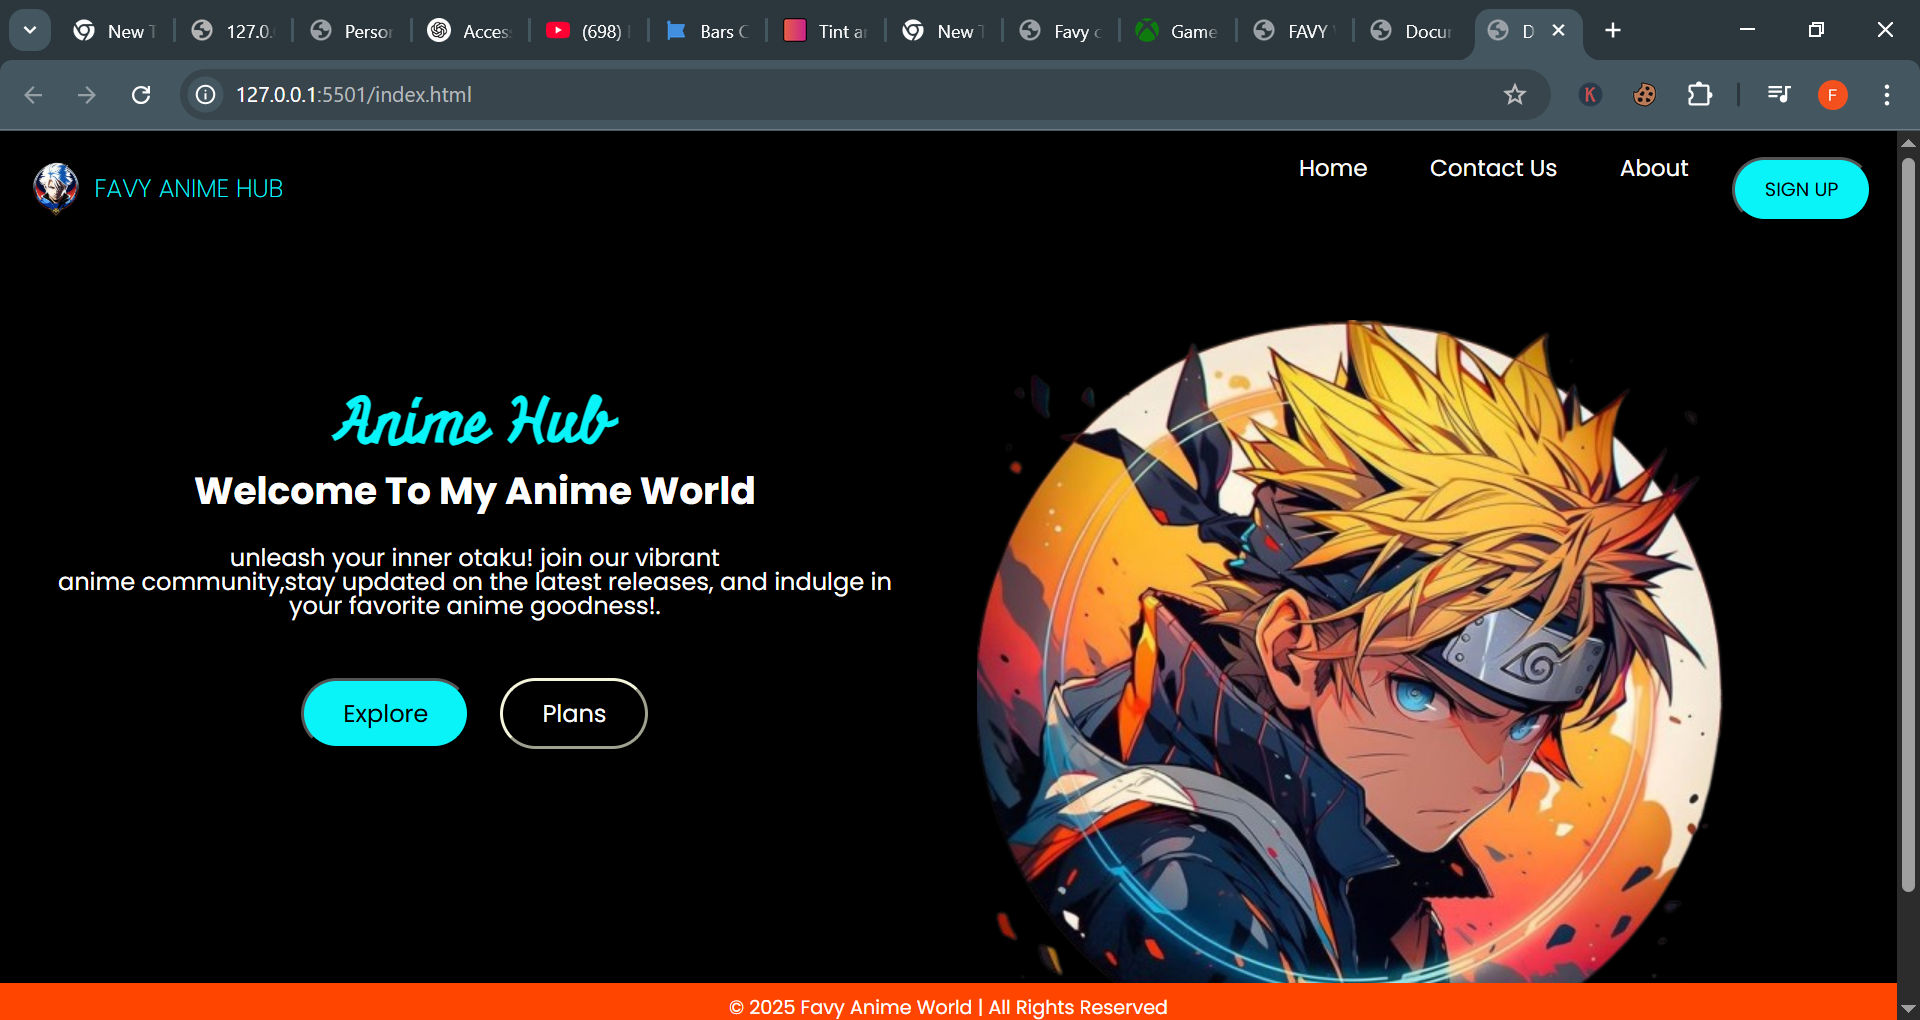 New T
127.0.
Person
Access
(698)
Bars C
Tint an
New T
Favy c
Game
FAVY
Docu
D
127.0.0.1:5501/index.html
K
F
FAVY ANIME HUB
Home
Contact Us
About
SIGN UP
Anime Hub
Welcome To My Anime World
unleash your inner otaku! join our vibrant
anime community,stay updated on the latest releases, and indulge in
your favorite anime goodness!.
Explore
Plans
© 2025 Favy Anime World | All Rights Reserved